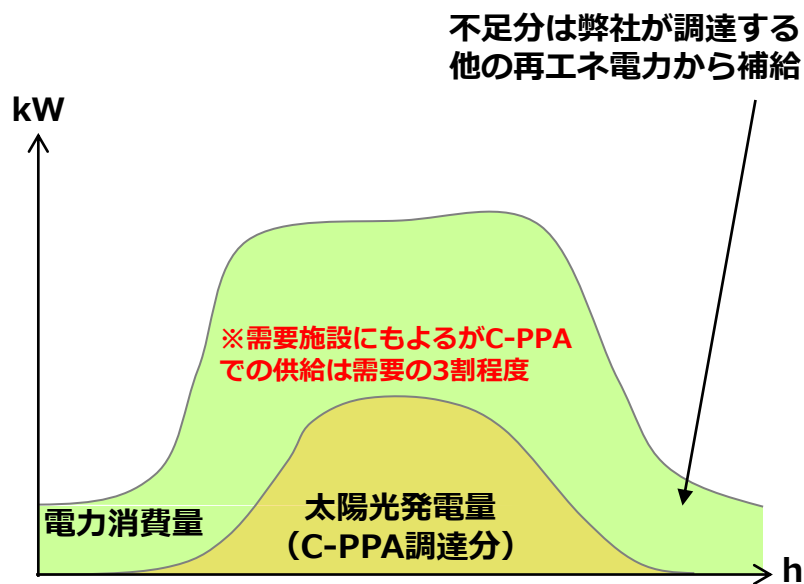 不足分は弊社が調達する
他の再エネ電力から補給
kW
※需要施設にもよるがC-PPA
での供給は需要の3割程度
電力消費量
太陽光発電量
（C-PPA調達分）
h